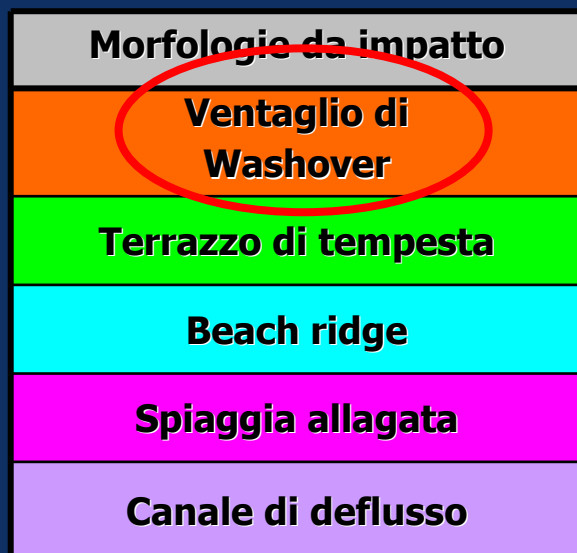 Morfologie da impatto
Ventaglio di
Washover
Terrazzo di tempesta
Beach ridge
Spiaggia allagata
Canale di deflusso